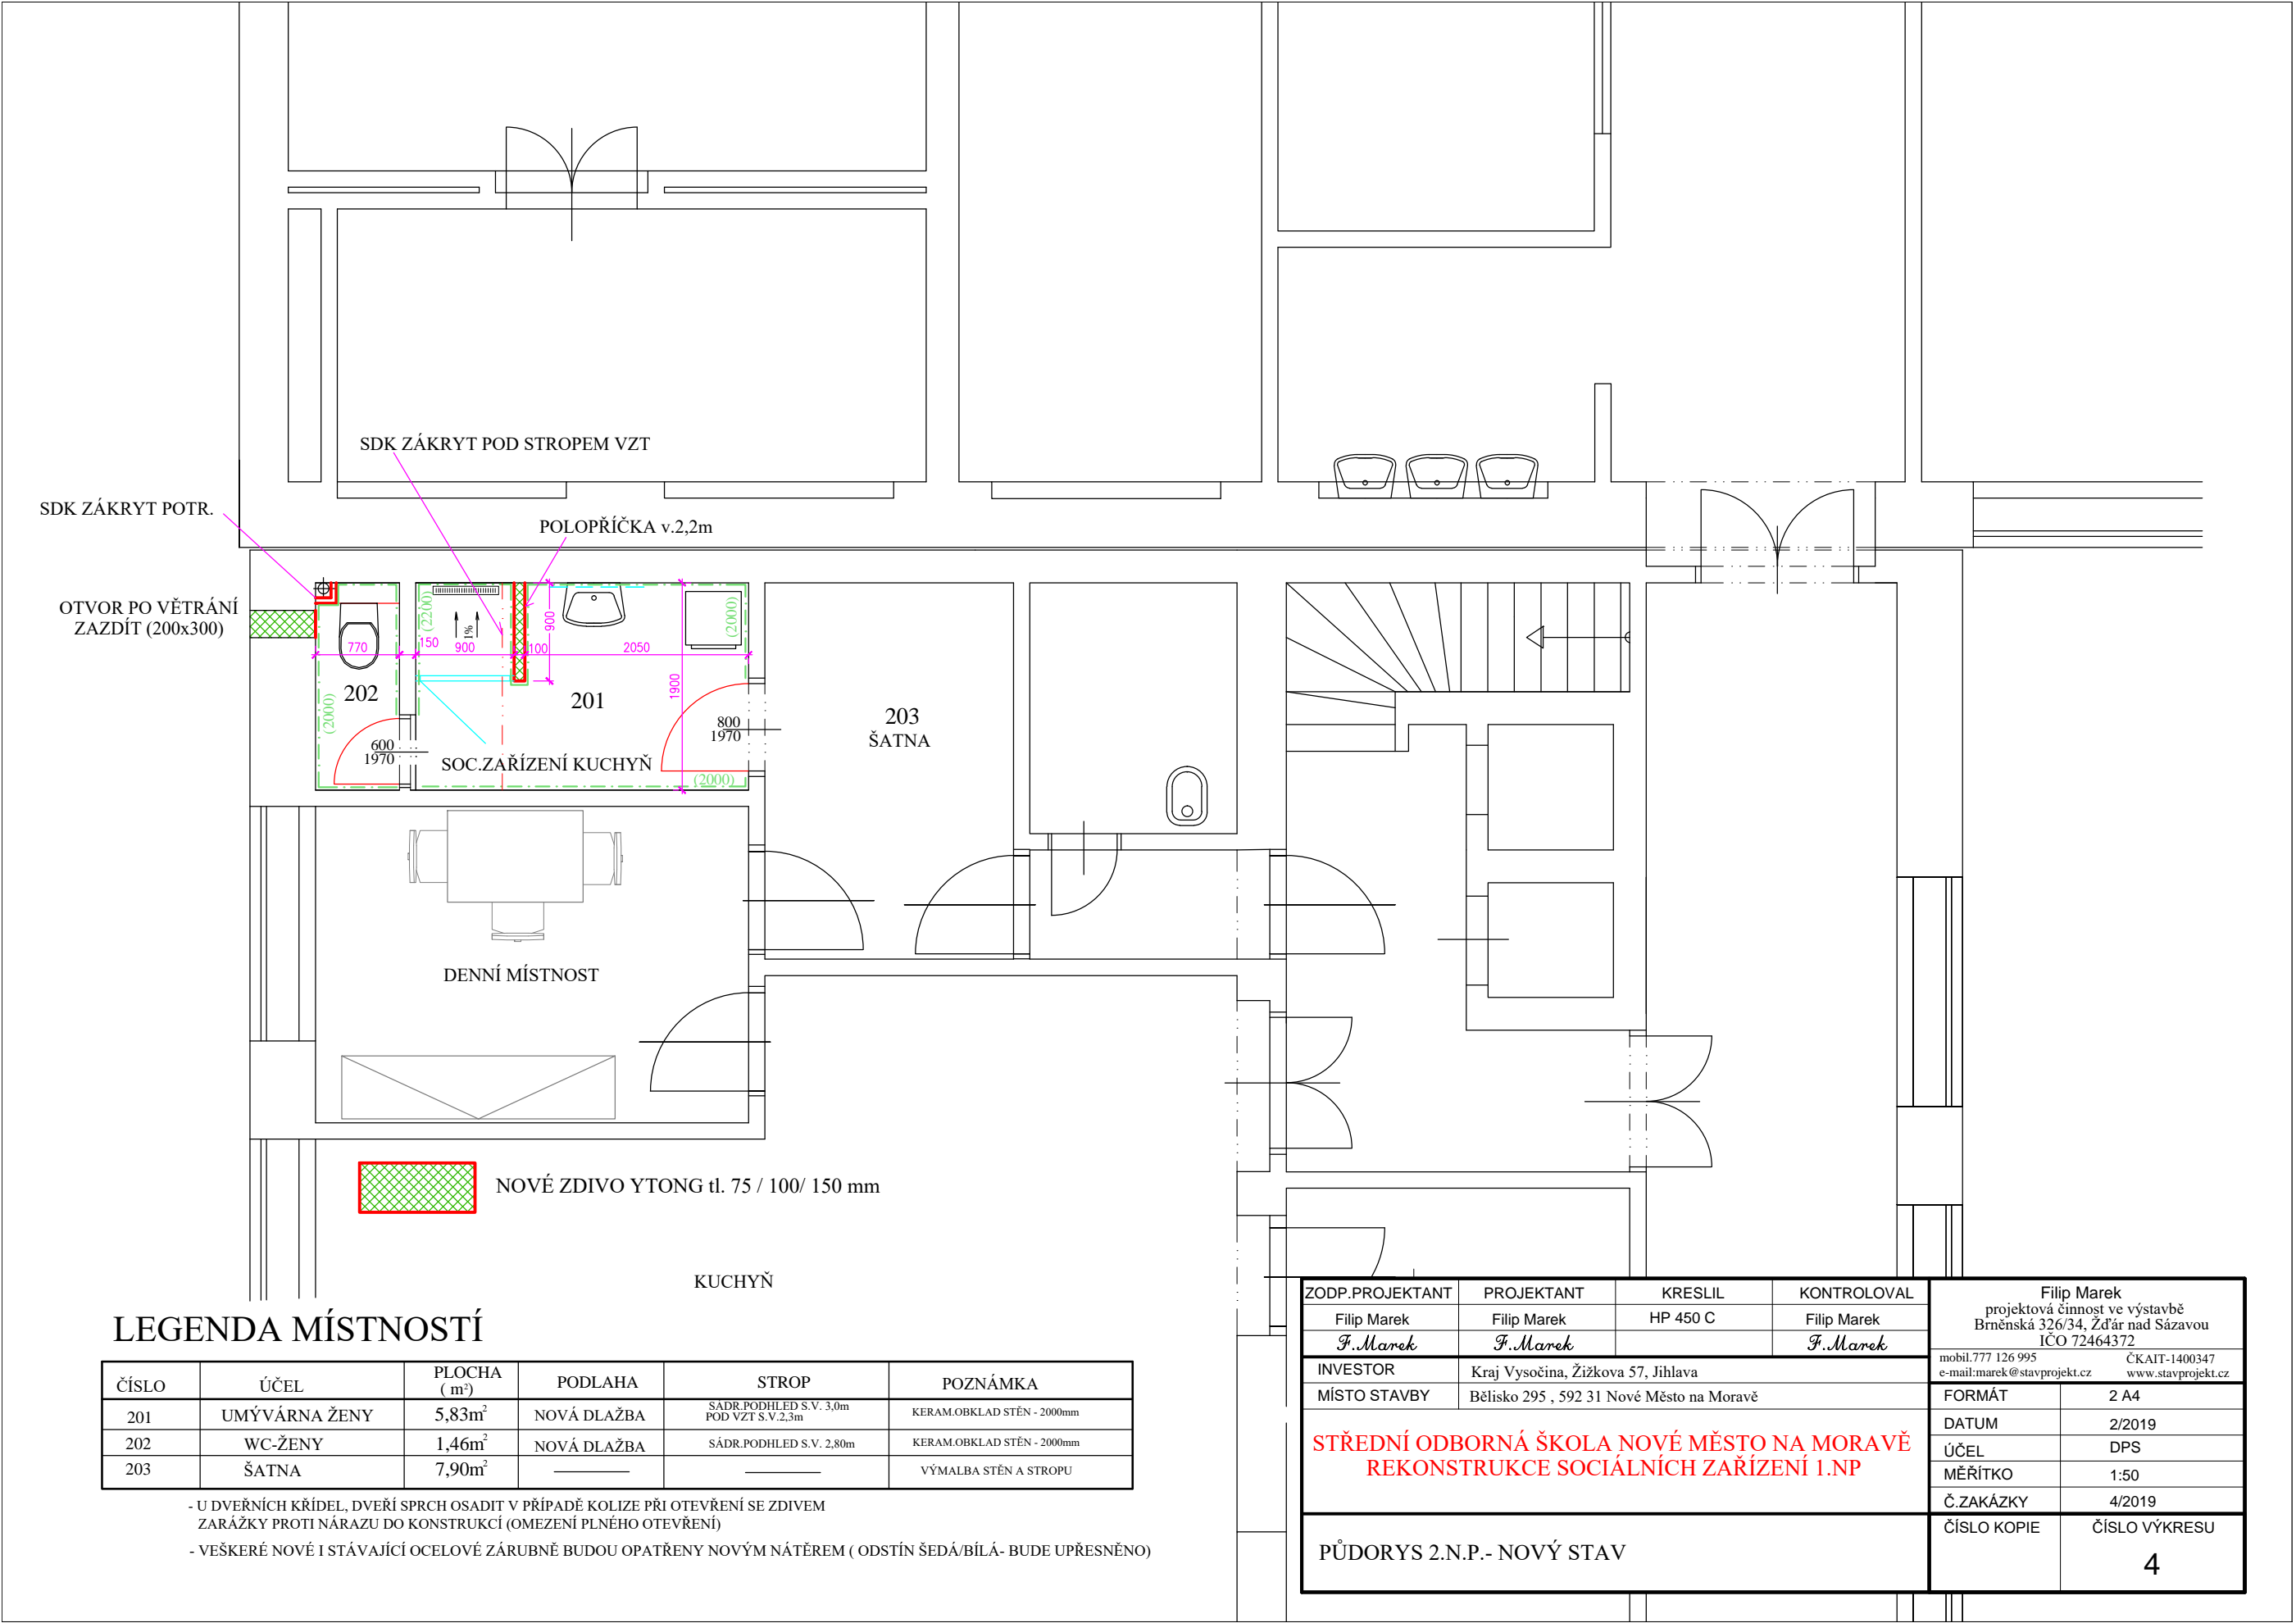 SDK ZÁKRYT POD STROPEM VZT
SDK ZÁKRYT POTR.
POLOPŘÍČKA v.2,2m
OTVOR PO VĚTRÁNÍ
ZAZDÍT (200x300)
(2200)
1%
900
(2000)
770
150
900
100
2050
202
(2000)
201
1900
203
ŠATNA
800
1970
600
1970
SOC.ZAŘÍZENÍ KUCHYŇ
(2000)
DENNÍ MÍSTNOST
NOVÉ ZDIVO YTONG tl. 75 / 100/ 150 mm
KUCHYŇ
LEGENDA MÍSTNOSTÍ
ČÍSLO ÚČEL PLOCHA ( m²) PODLAHA STROP POZNÁMKA
201 UMÝVÁRNA ŽENY 5,83m² NOVÁ DLAŽBA SADR.PODHLED S.V. 3,0m POD VZT S.V.2,3m KERAM.OBKLAD STĚN - 2000mm
202 WC-ŽENY 1,46m² NOVÁ DLAŽBA SÁDR.PODHLED S.V. 2,80m KERAM.OBKLAD STĚN - 2000mm
203 ŠATNA 7,90m² VÝMALBA STĚN A STROPU
- U DVEŘNÍCH KŘÍDEL, DVEŘÍ SPRCH OSADIT V PŘÍPADĚ KOLIZE PŘI OTEVŘENÍ SE ZDIVEM
ZARÁŽKY PROTI NÁRAZU DO KONSTRUKCÍ (OMEZENÍ PLNÉHO OTEVŘENÍ)
- VEŠKERÉ NOVÉ I STÁVAJÍCÍ OCELOVÉ ZÁRUBNĚ BUDOU OPATŘENY NOVÝM NÁTĚREM ( ODSTÍN ŠEDÁ/BÍLÁ- BUDE UPŘESNĚNO)
ZODP.PROJEKTANT PROJEKTANT KRESLIL KONTROLOVAL
Filip Marek Filip Marek HP 450 C Filip Marek
F.Marek F.Marek F.Marek
INVESTOR Kraj Vysočina, Žižkova 57, Jihlava
MÍSTO STAVBY Bělisko 295 , 592 31 Nové Město na Moravě
STŘEDNÍ ODBORNÁ ŠKOLA NOVÉ MĚSTO NA MORAVĚ
REKONSTRUKCE SOCIÁLNÍCH ZAŘÍZENÍ 1.NP
PŮDORYS 2.N.P.- NOVÝ STAV
Filip Marek
projektová činnost ve výstavbě
Brněnská 326/34, Žďár nad Sázavou
IČO 72464372
mobil.777 126 995 ČKAIT-1400347
e-mail:marek@stavprojekt.cz www.stavprojekt.cz
FORMÁT 2 A4
DATUM 2/2019
ÚČEL DPS
MĚŘÍTKO 1:50
Č.ZAKÁZKY 4/2019
ČÍSLO KOPIE ČÍSLO VÝKRESU
4